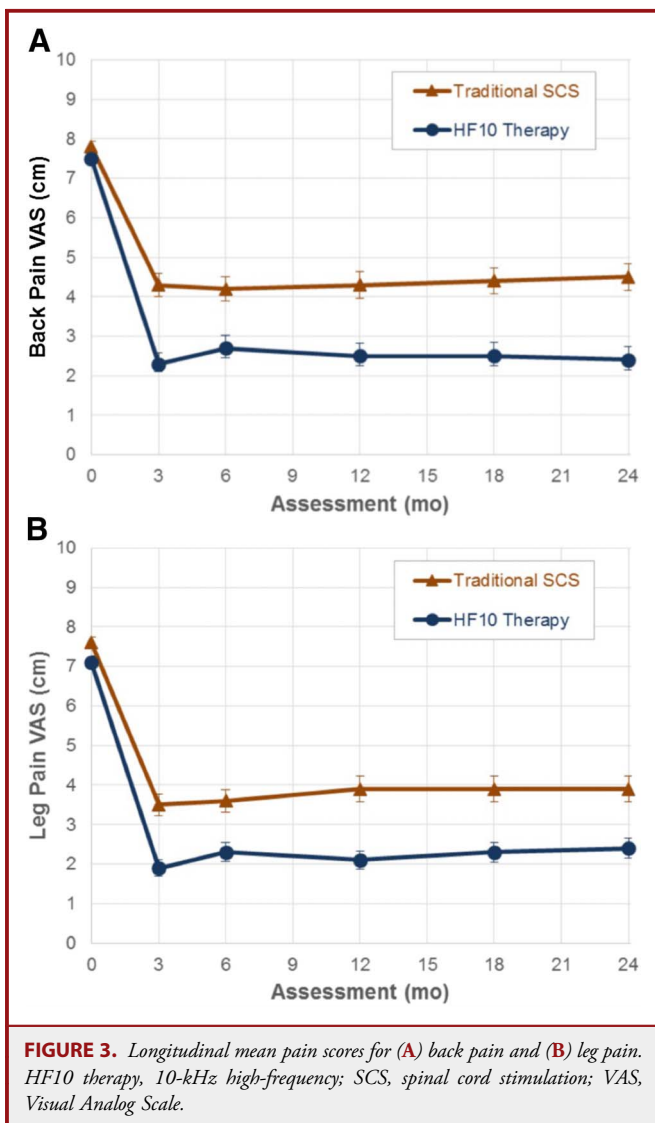 A
10
9
8
7
6
5
4
3
2
1
0
Back Pain VAS (cm)
Traditional SCS
HF10 Therapy
0 3 6 9 12 15 18 21 24
Assessment (mo)
B
10
9
8
7
6
5
4
3
2
1
0
Leg Pain VAS (cm)
Traditional SCS
HF10 Therapy
0 3 6 9 12 15 18 21 24
Assessment (mo)
FIGURE 3. Longitudinal mean pain scores for (A) back pain and (B) leg pain.
HF10 therapy, 10-kHz high-frequency; SCS, spinal cord stimulation; VAS,
Visual Analog Scale.